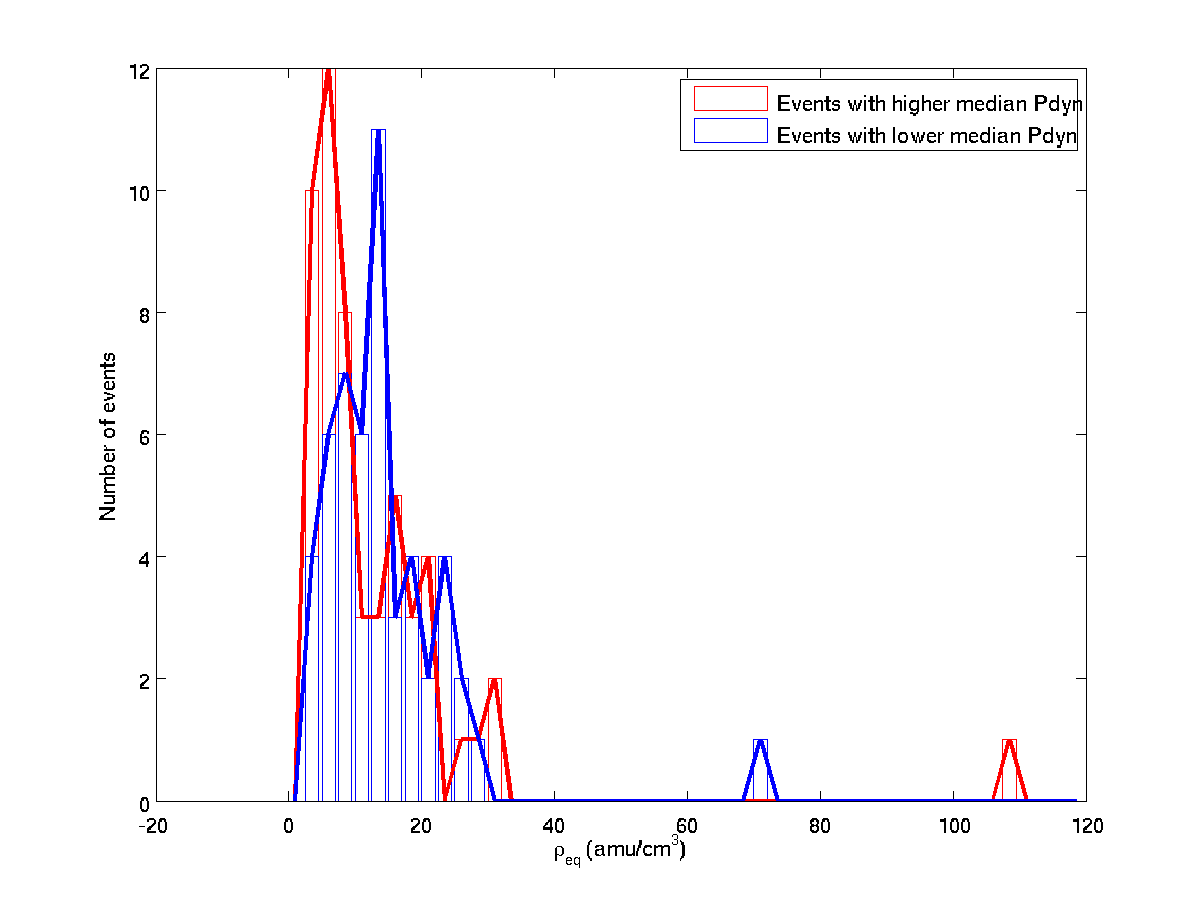 12
10
8
6
4
2
0
Number of events
Events with higher median Pdyn
Events with lower median Pdyn
-20 0 20 40 60 80 100 120
ρeq (amu/cm3)